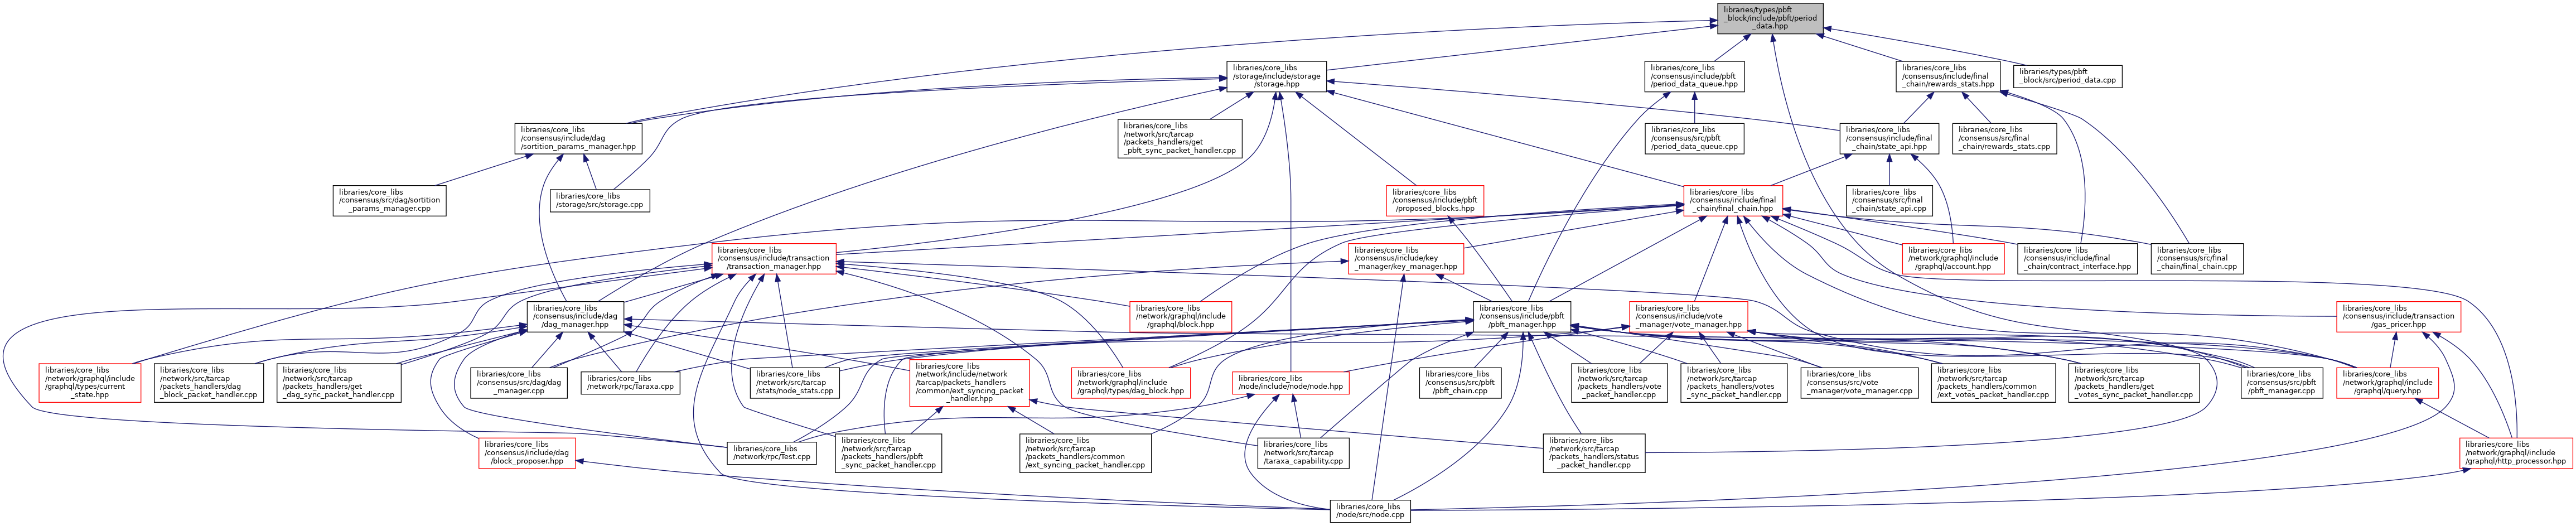 libraries/types/pbft
_block/include/pbft/period
_data.hpp
libraries/core_libs
/storage/include/storage
/storage.hpp
libraries/core_libs
/consensus/include/pbft
/period_data_queue.hpp
libraries/core_libs
/consensus/include/final
_chain/rewards_stats.hpp
libraries/types/pbft
_block/src/period_data.cpp
libraries/core_libs
/consensus/include/dag
/sortition_params_manager.hpp
libraries/core_libs
/network/src/tarcap
/packets_handlers/get
_pbft_sync_packet_handler.cpp
libraries/core_libs
/consensus/src/pbft
/period_data_queue.cpp
libraries/core_libs
/consensus/include/final
_chain/state_api.hpp
libraries/core_libs
/consensus/src/final
_chain/rewards_stats.cpp
libraries/core_libs
/consensus/src/dag/sortition
_params_manager.cpp
libraries/core_libs
/storage/src/storage.cpp
libraries/core_libs
/consensus/include/pbft
/proposed_blocks.hpp
libraries/core_libs
/consensus/include/final
_chain/final_chain.hpp
libraries/core_libs
/consensus/src/final
_chain/state_api.cpp
libraries/core_libs
/consensus/include/transaction
/transaction_manager.hpp
libraries/core_libs
/consensus/include/key
_manager/key_manager.hpp
libraries/core_libs
/network/graphql/include
/graphql/account.hpp
libraries/core_libs
/consensus/include/final
_chain/contract_interface.hpp
libraries/core_libs
/consensus/src/final
_chain/final_chain.cpp
libraries/core_libs
/consensus/include/dag
/dag_manager.hpp
libraries/core_libs
/network/graphql/include
/graphql/block.hpp
libraries/core_libs
/consensus/include/pbft
/pbft_manager.hpp
libraries/core_libs
/consensus/include/vote
_manager/vote_manager.hpp
libraries/core_libs
/consensus/include/transaction
/gas_pricer.hpp
libraries/core_libs
/network/graphql/include
/graphql/types/current
_state.hpp
libraries/core_libs
/network/src/tarcap
/packets_handlers/dag
_block_packet_handler.cpp
libraries/core_libs
/network/src/tarcap
/packets_handlers/get
_dag_sync_packet_handler.cpp
libraries/core_libs
/consensus/src/dag/dag
_manager.cpp
libraries/core_libs
/network/rpc/Taraxa.cpp
libraries/core_libs
/network/src/tarcap
/stats/node_stats.cpp
libraries/core_libs
/network/include/network
/tarcap/packets_handlers
/common/ext_syncing_packet
_handler.hpp
libraries/core_libs
/network/graphql/include
/graphql/types/dag_block.hpp
libraries/core_libs
/node/include/node/node.hpp
libraries/core_libs
/consensus/src/pbft
/pbft_chain.cpp
libraries/core_libs
/network/src/tarcap
/packets_handlers/vote
_packet_handler.cpp
libraries/core_libs
/network/src/tarcap
/packets_handlers/votes
_sync_packet_handler.cpp
libraries/core_libs
/consensus/src/vote
_manager/vote_manager.cpp
libraries/core_libs
/network/src/tarcap
/packets_handlers/common
/ext_votes_packet_handler.cpp
libraries/core_libs
/network/src/tarcap
/packets_handlers/get
_votes_sync_packet_handler.cpp
libraries/core_libs
/consensus/src/pbft
/pbft_manager.cpp
libraries/core_libs
/network/graphql/include
/graphql/query.hpp
libraries/core_libs
/consensus/include/dag
/block_proposer.hpp
libraries/core_libs
/network/rpc/Test.cpp
libraries/core_libs
/network/src/tarcap
/packets_handlers/pbft
_sync_packet_handler.cpp
libraries/core_libs
/network/src/tarcap
/packets_handlers/common
/ext_syncing_packet_handler.cpp
libraries/core_libs
/network/src/tarcap
/taraxa_capability.cpp
libraries/core_libs
/network/src/tarcap
/packets_handlers/status
_packet_handler.cpp
libraries/core_libs
/network/graphql/include
/graphql/http_processor.hpp
libraries/core_libs
/node/src/node.cpp